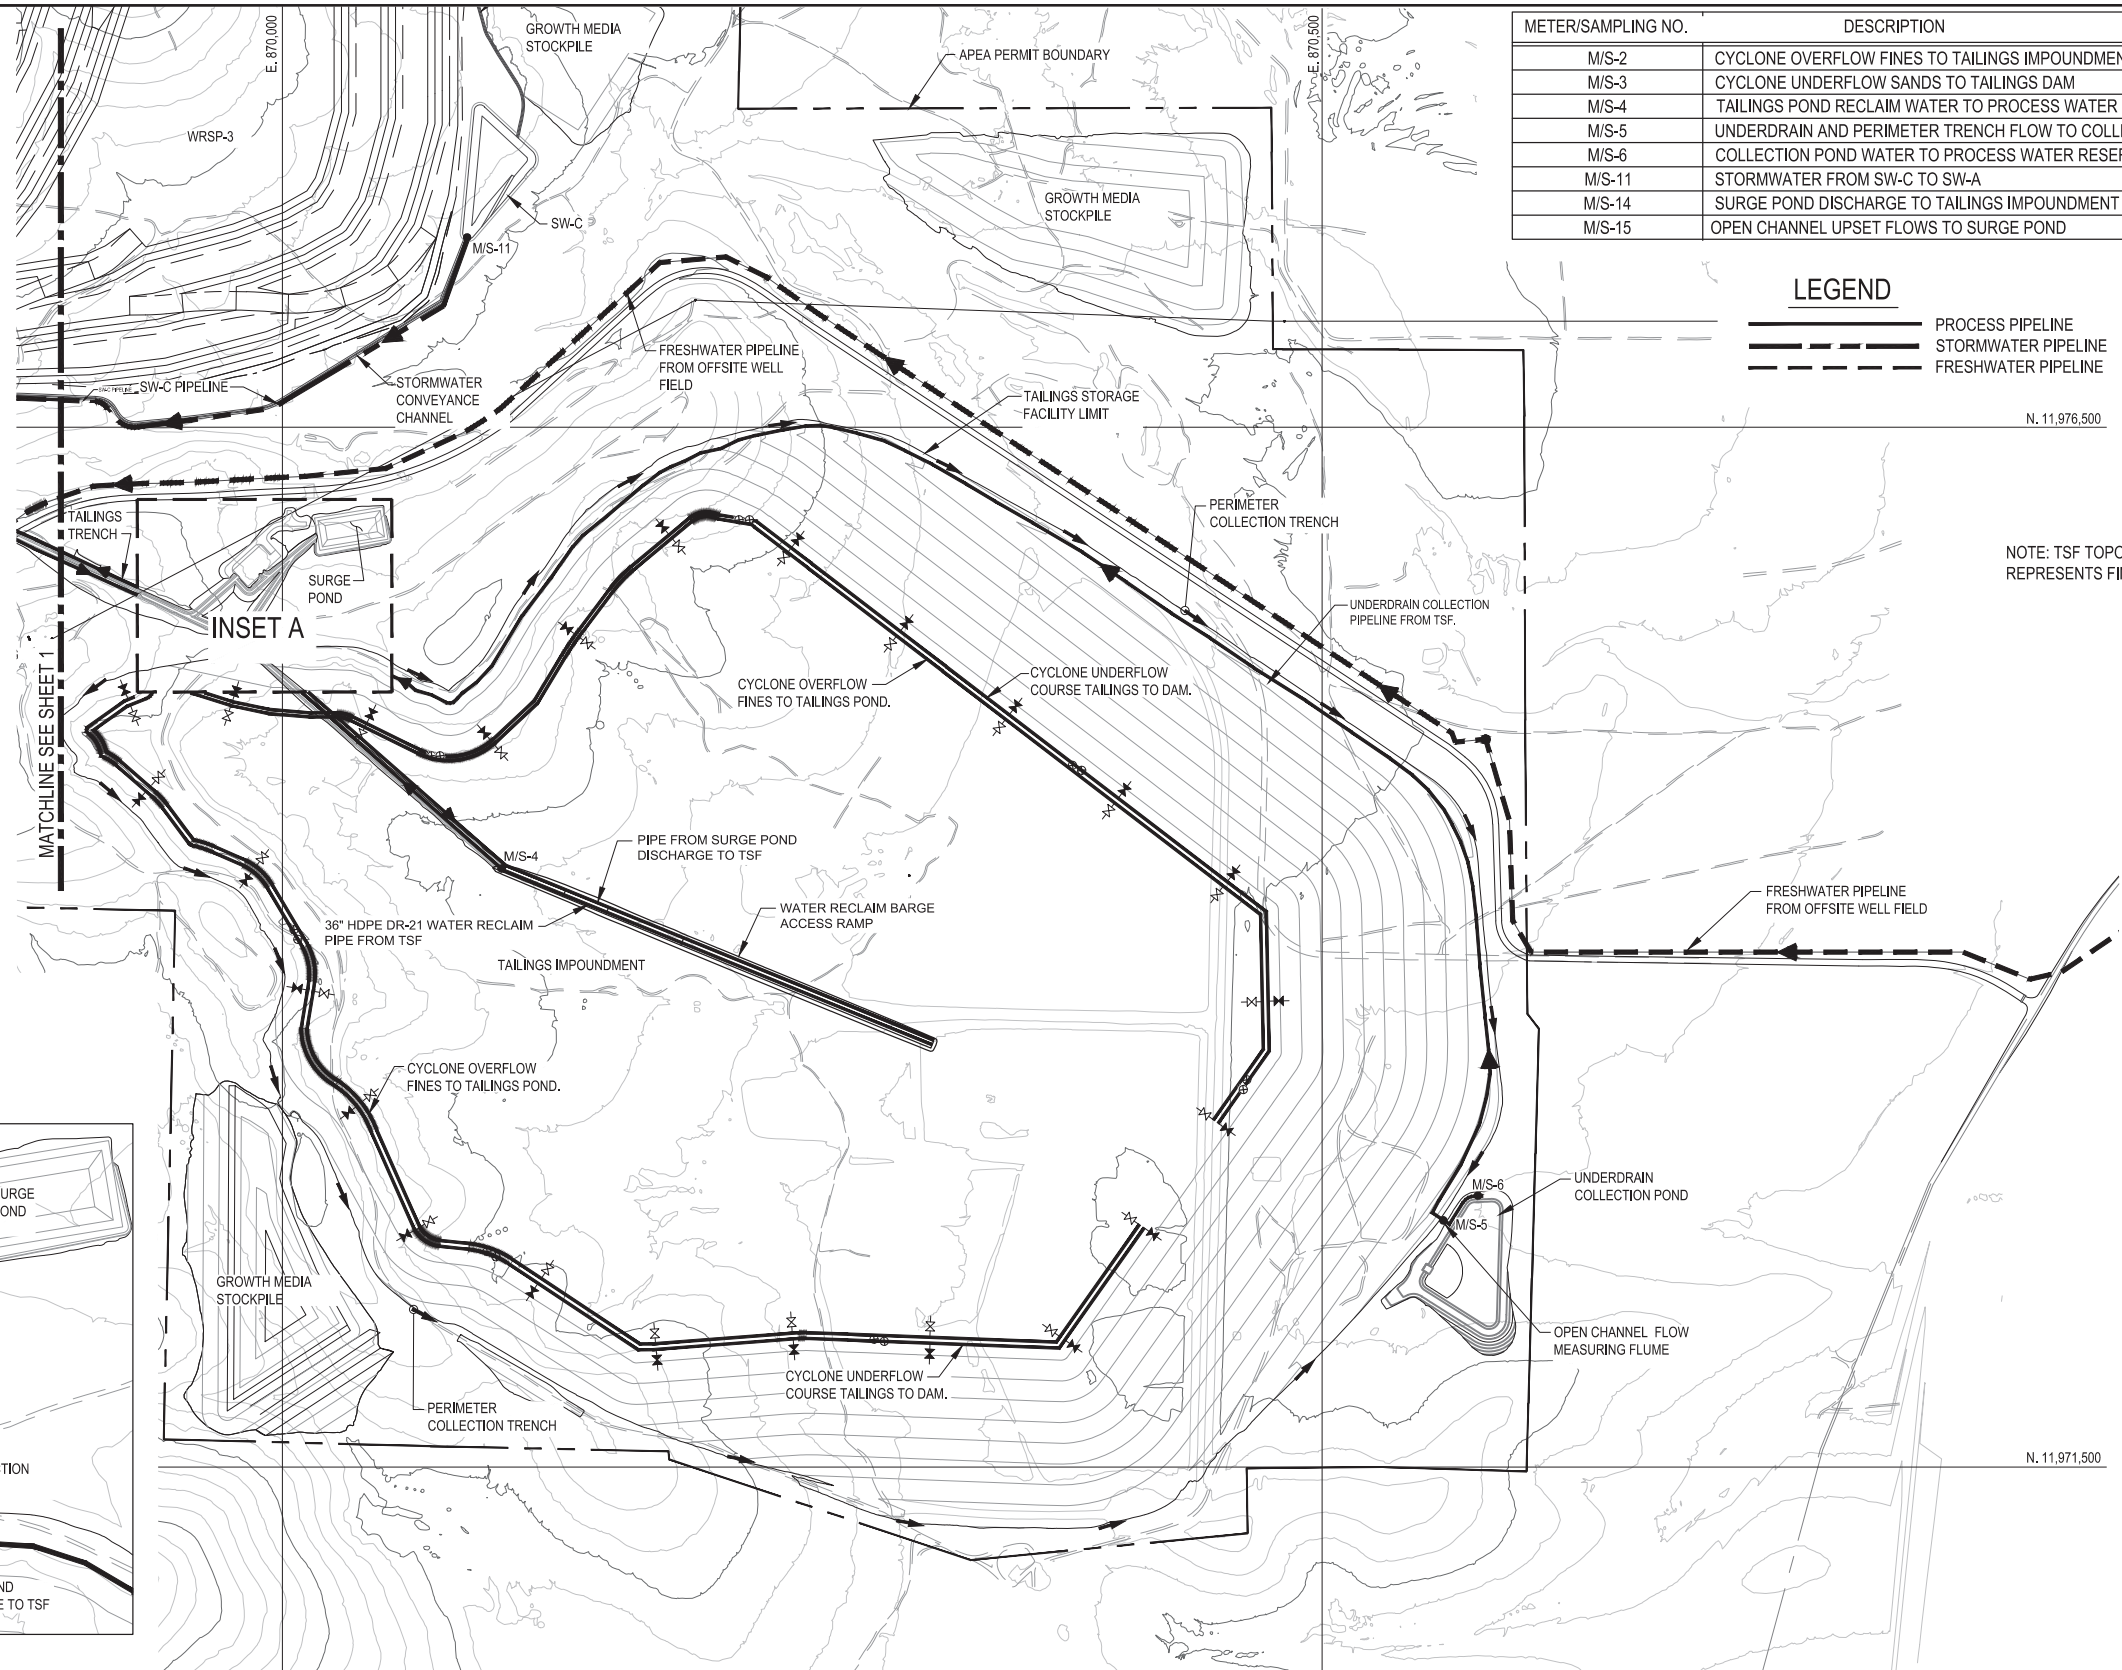 METER/SAMPLING NO.
DESCRIPTION
M/S-2
CYCLONE OVERFLOW FINES TO TAILINGS
M/S-3
CYCLONE UNDERFLOW SANDS TO TAILINGS DAM
M/S-4
TAILINGS POND RECLAIM WATER TO PROCESS WATER
M/S-5
UNDERDRAIN AND PERIMETER TRENCH FLOW TO
M/S-6
COLLECTION POND WATER TO PROCESS WATER
M/S-11
STORMWATER FROM SW-C TO SW-A
M/S-14
SURGE POND DISCHARGE TO TAILINGS IMPOUNDMENT
M/S-15
OPEN CHANNEL UPSET FLOWS TO SURGE POND
LEGEND
PROCESS PIPELINE
STORMWATER PIPELINE
FRESHWATER PIPELINE
E. 870,000
E. 870,500
GROWTH MEDIA
STOCKPILE
APEA PERMIT BOUNDARY
WRSP-3
SW-C
M/S-11
GROWTH MEDIA
STOCKPILE
FRESHWATER PIPELINE
FROM OFFSITE WELL
FIELD
SW-C PIPELINE
SW-C PIPELINE
STORMWATER
CONVEYANCE
CHANNEL
TAILINGS STORAGE
FACILITY LIMIT
N. 11,976,500
TAILINGS
TRENCH
SURGE
POND
INSET A
PERIMETER
COLLECTION TRENCH
NOTE: TSF
REPRESENTS
UNDERDRAIN COLLECTION
PIPELINE FROM TSF.
MATCHLINE SEE SHEET 1
CYCLONE OVERFLOW
FINES TO TAILINGS POND.
CYCLONE UNDERFLOW
COURSE TAILINGS TO DAM.
M/S-4
PIPE FROM SURGE POND
DISCHARGE TO TSF
WATER RECLAIM BARGE
ACCESS RAMP
36" HDPE DR-21 WATER RECLAIM
PIPE FROM TSF
TAILINGS IMPOUNDMENT
FRESHWATER PIPELINE
FROM OFFSITE WELL FIELD
CYCLONE OVERFLOW
FINES TO TAILINGS POND.
M/S-6
M/S-5
UNDERDRAIN
COLLECTION POND
OPEN CHANNEL FLOW
MEASURING FLUME
GROWTH MEDIA
STOCKPILE
CYCLONE UNDERFLOW
COURSE TAILINGS TO DAM.
PERIMETER
COLLECTION TRENCH
N. 11,971,500
URGE
OND
TION
ND
E TO TSF